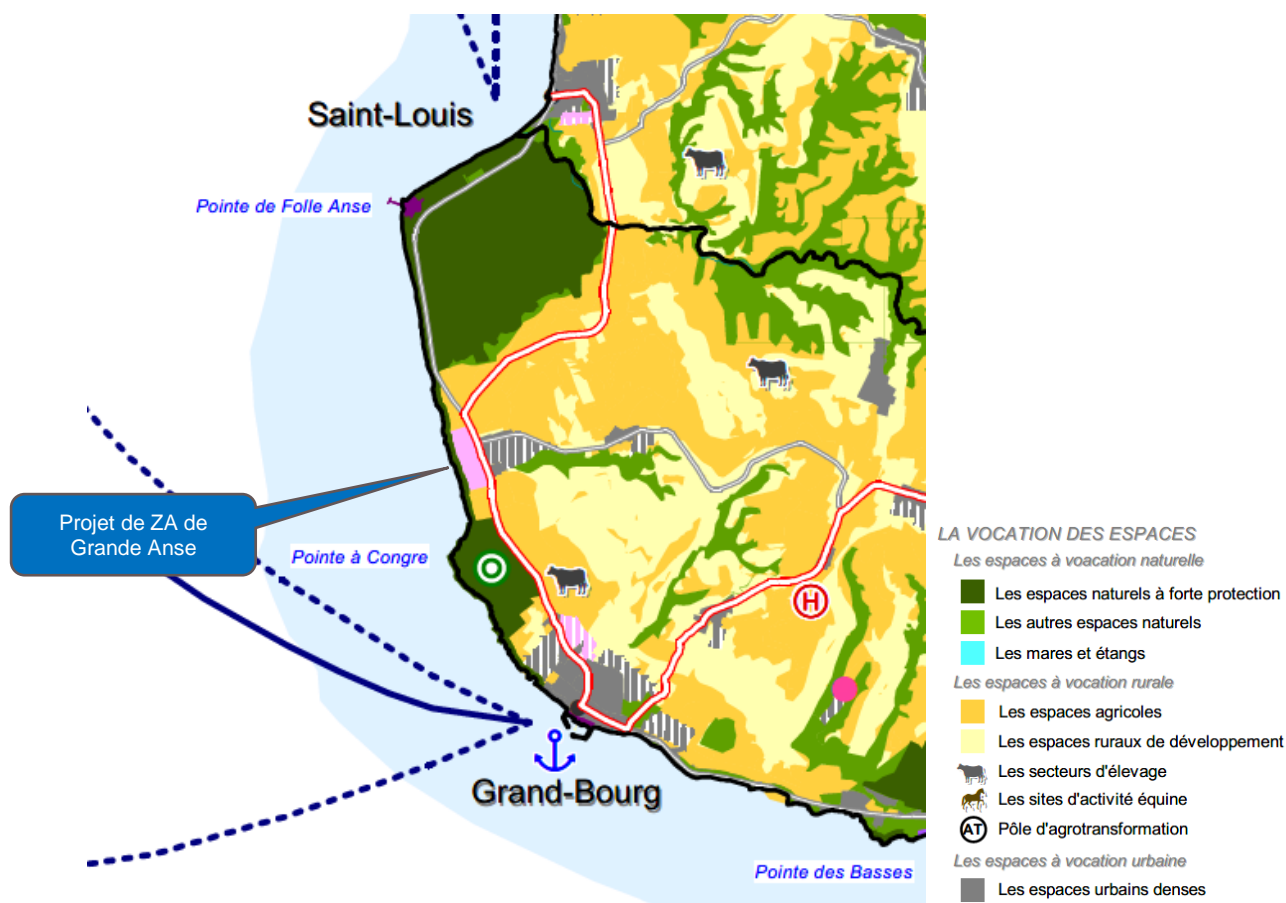 Saint-Louis
Pointe de Folle Anse
Projet de ZA de
Grande Anse
Pointe à Congre
H
Grand-Bourg
Pointe des Basses
LA VOCATION DES ESPACES
Les espaces à voacation naturelle
Les espaces naturels à forte protection
Les autres espaces naturels
Les mares et étangs
Les espaces à vocation rurale
Les espaces agricoles
Les espaces ruraux de développement
Les secteurs d'élevage
Les sites d'activité équine
AT Pôle d'agrotransformation
Les espaces à vocation urbaine
Les espaces urbains denses